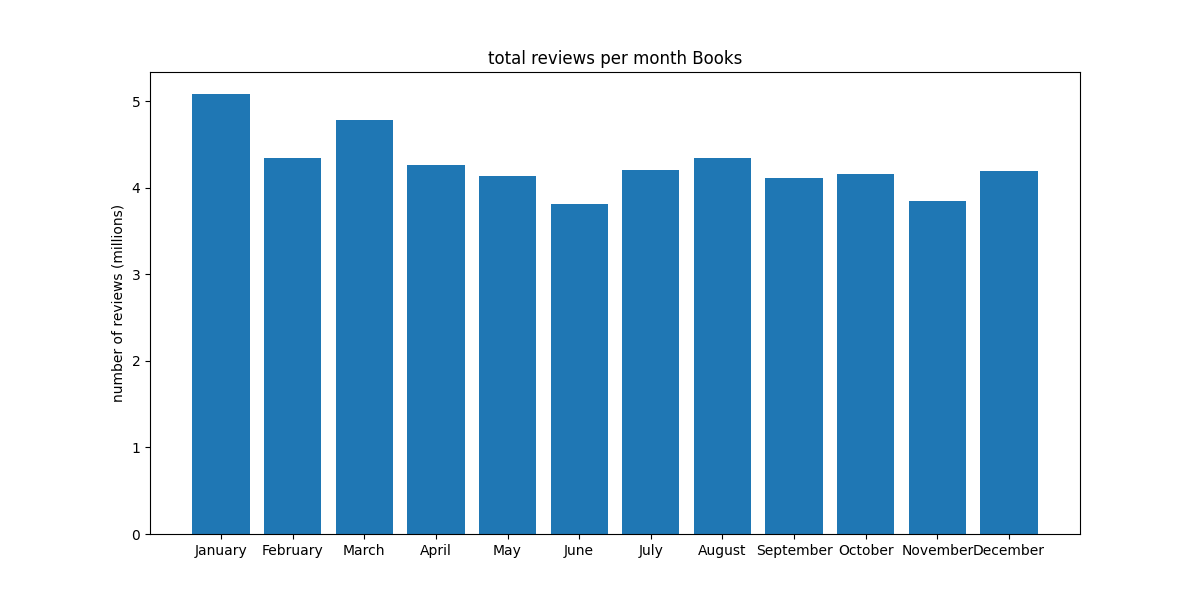 total reviews per month Books
number of reviews (millions)
5
4
3
2
1
0
January February March April May June July August September October November December